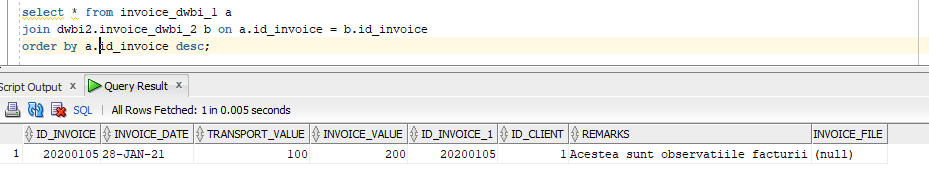 select * from invoice_dwbi_1 a
join dwbi2.invoice_dwbi_2 b on a.id_invoice = b.id_invoice
order by a.id_invoice desc;
Script Output x Query Result x
SQL All Rows Fetched: 1 in 0.005 seconds
ID_INVOICE INVOICE_DATE TRANSPORT_VALUE INVOICE_VALUE ID_INVOICE_1 ID_CLIENT REMARKS INVOICE_FILE
1 20200105 28-JAN-21 100 200 20200105 1 Acestea sunt observatiile facturii (null)